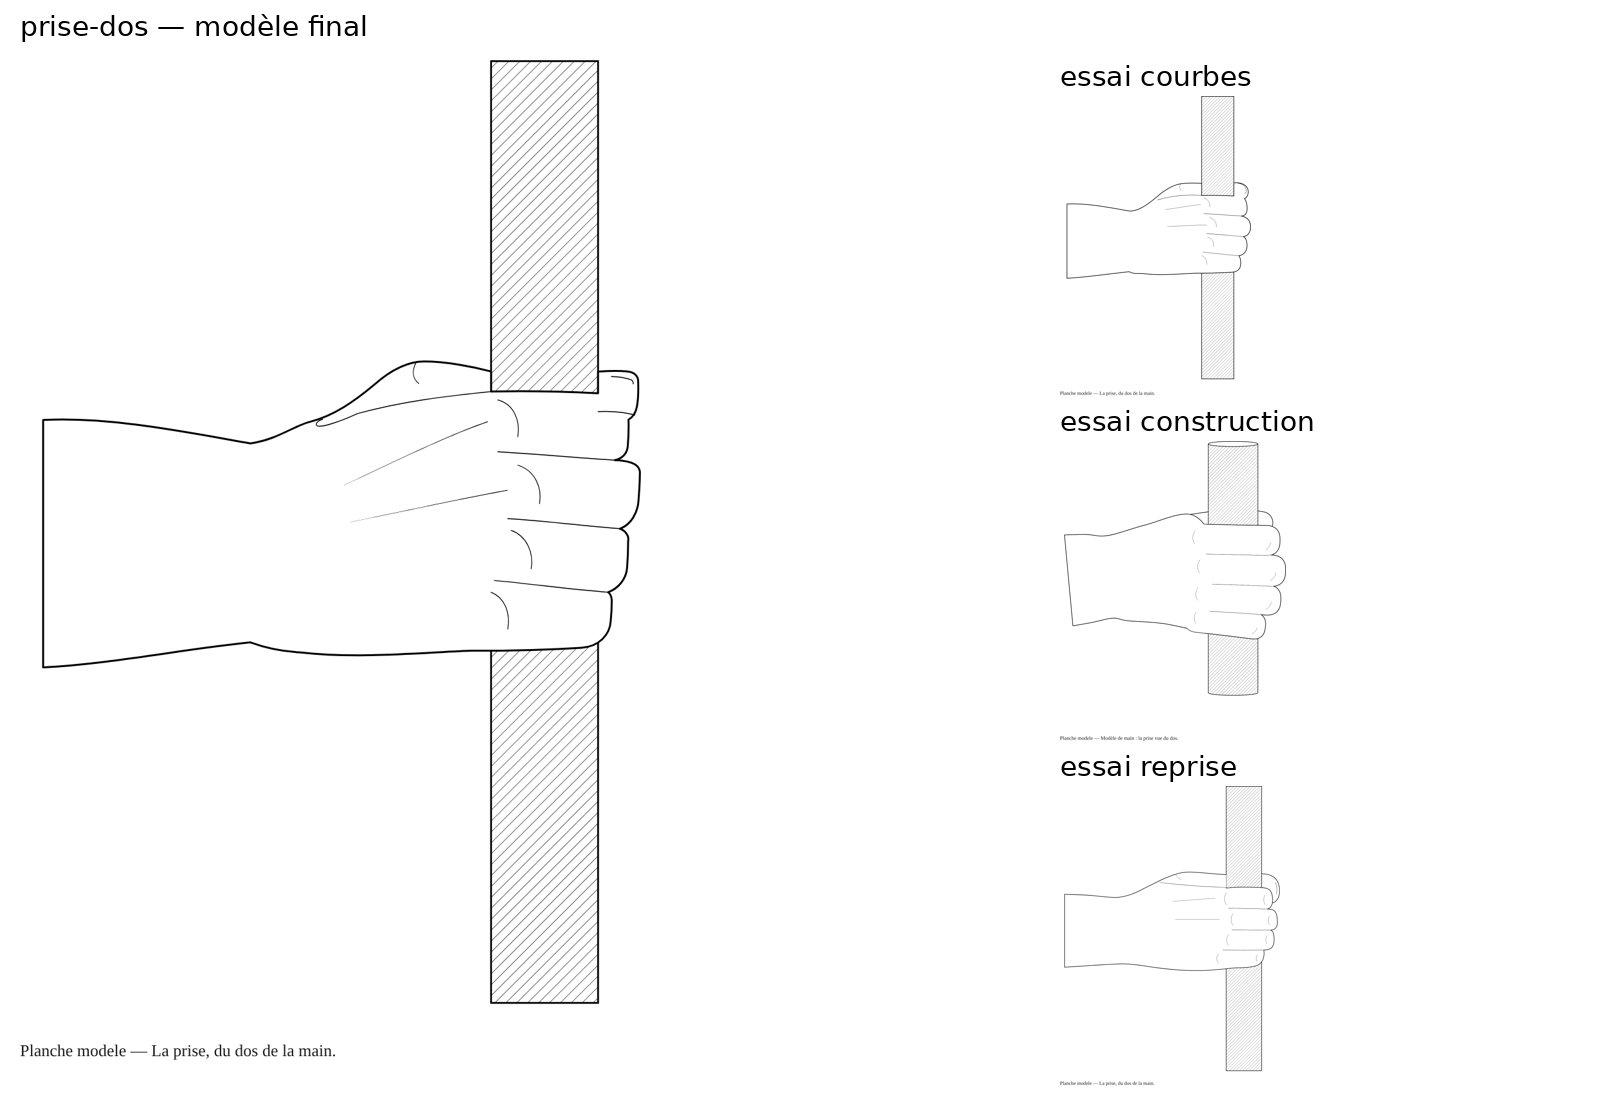 prise-dos — modèle final
Planche modele — La prise, du dos de la main.
essai courbes
Planche modele — La prise, du dos de la main.
essai construction
Planche modele — Modèle de main : la prise vue du dos.
essai reprise
Planche modele — La prise, du dos de la main.